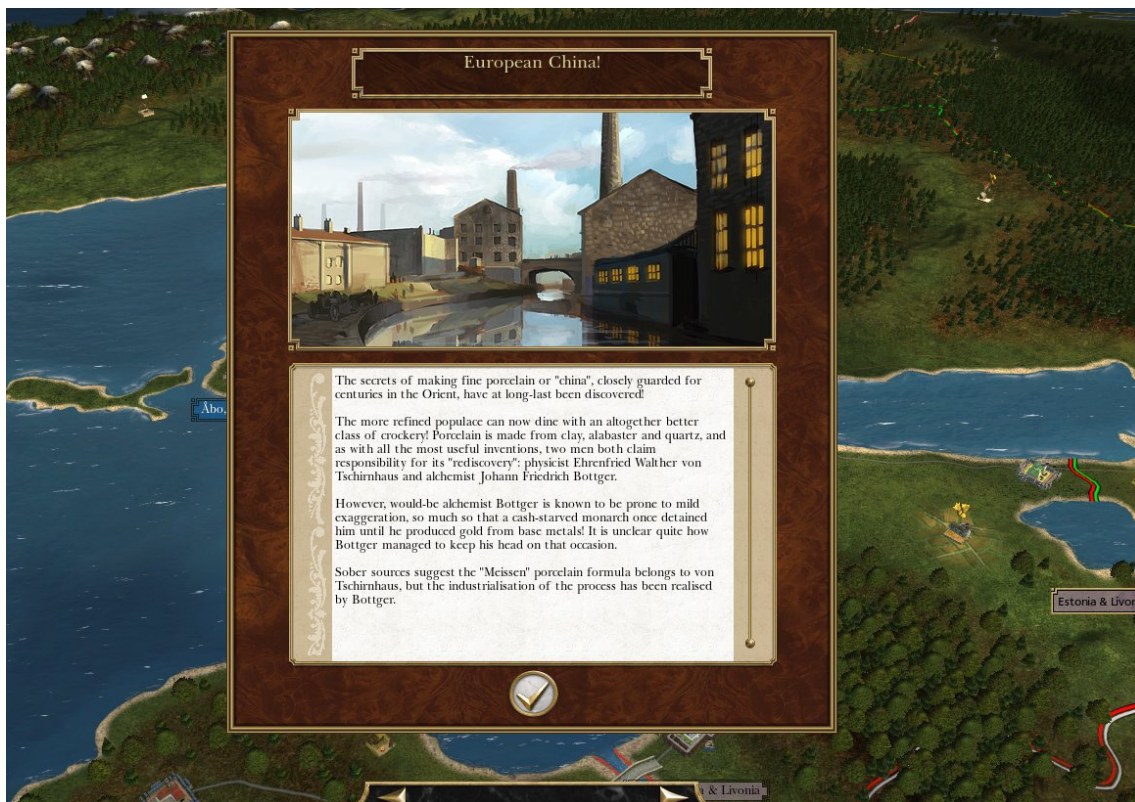 European China!
The secrets of making fine porcelain or "china", closely guarded for
centuries in the Orient, have at long-last been discovered!
The more refined populace can now dine with an altogether better
class of crockery! Porcelain is made from clay, alabaster and quartz, and
as with all the most useful inventions, two men both claim
responsibility for its "rediscovery": physicist Ehrenfried Walther von
Tschirnhaus and alchemist Johann Friedrich Bottger.
However, would-be alchemist Bottger is known to be prone to mild
exaggeration, so much so that a cash-starved monarch once detained
him until he produced gold from base metals! It is unclear quite how
Bottger managed to keep his head on that occasion.
Sober sources suggest the "Meissen" porcelain formula belongs to von
Tschirnhaus, but the industrialisation of the process has been realised
by Bottger.
Åbo,
Estonia & Livon
a & Livonia